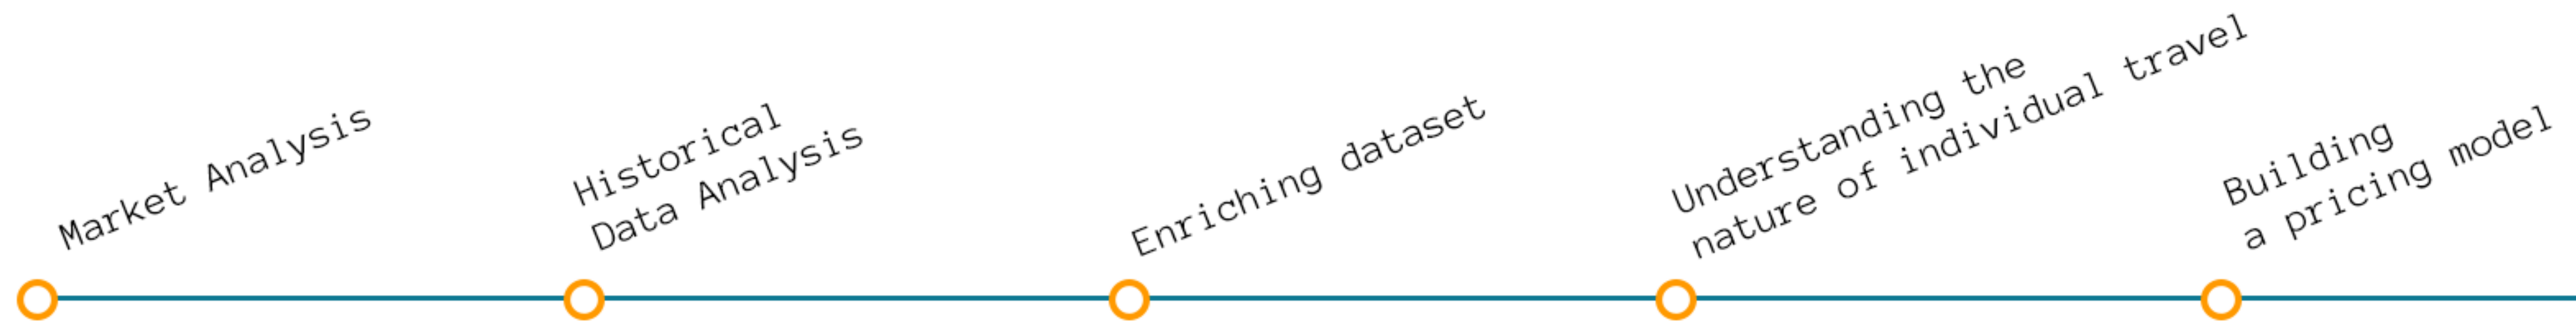 Market Analysis
Historical
Data Analysis
Enriching dataset
Understanding the
nature of individual travel
Building
a pricing model